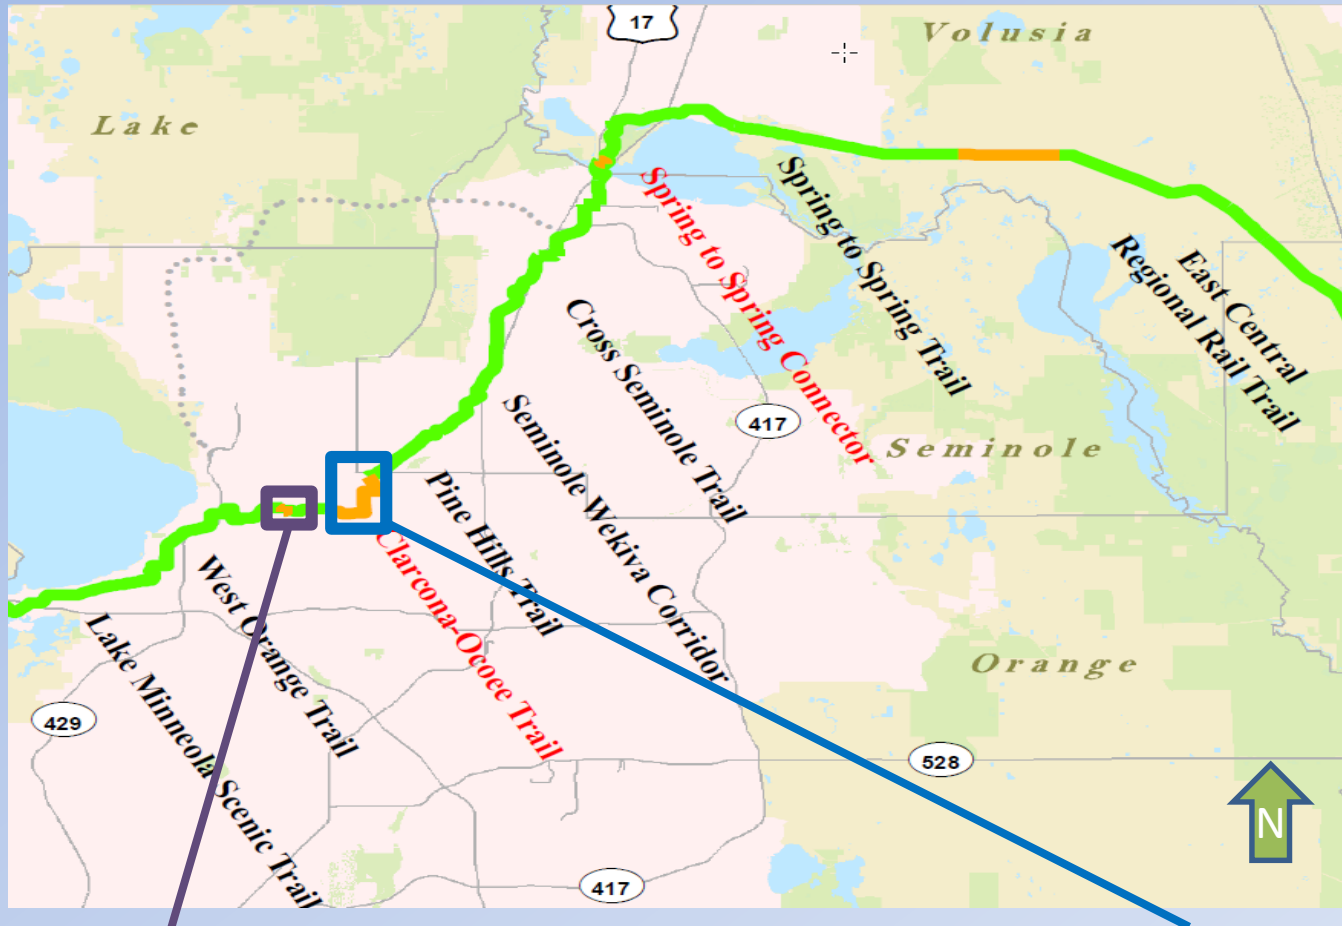 17
Volusia
Lake
Spring to Spring Connector
Spring to Spring Trail
East Central
Regional Rail Trail
Cross Seminole Trail
417
Seminole
Seminole Wekiva Corridor
Pine Hills Trail
Clarcona-Ocoee Trail
West Orange Trail
Lake Minneola Scenic Trail
Orange
429
528
N
417